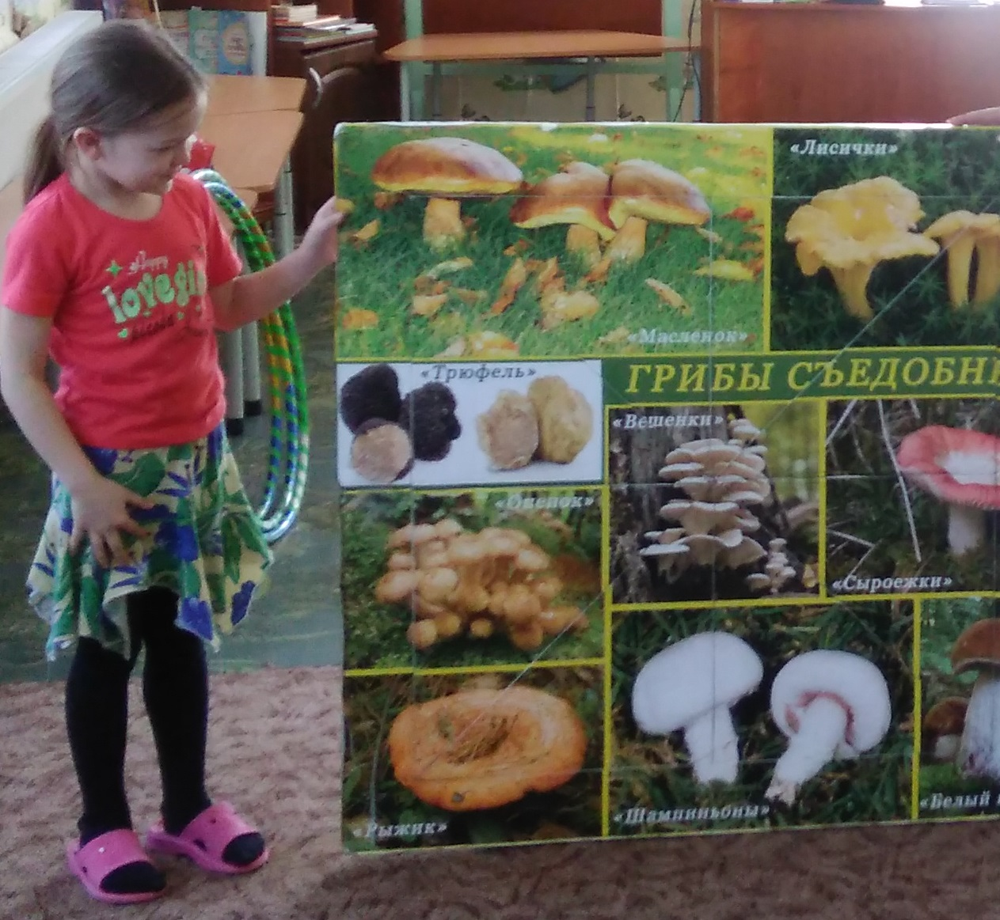 «Лисички»
«Масленок»
«Трюфель»
ГРИБЫ СЪЕДОБН
«Вешенки»
«Опенок»
«Сыроежки»
«Шампиньоны»
«Белый
«Рыжик»